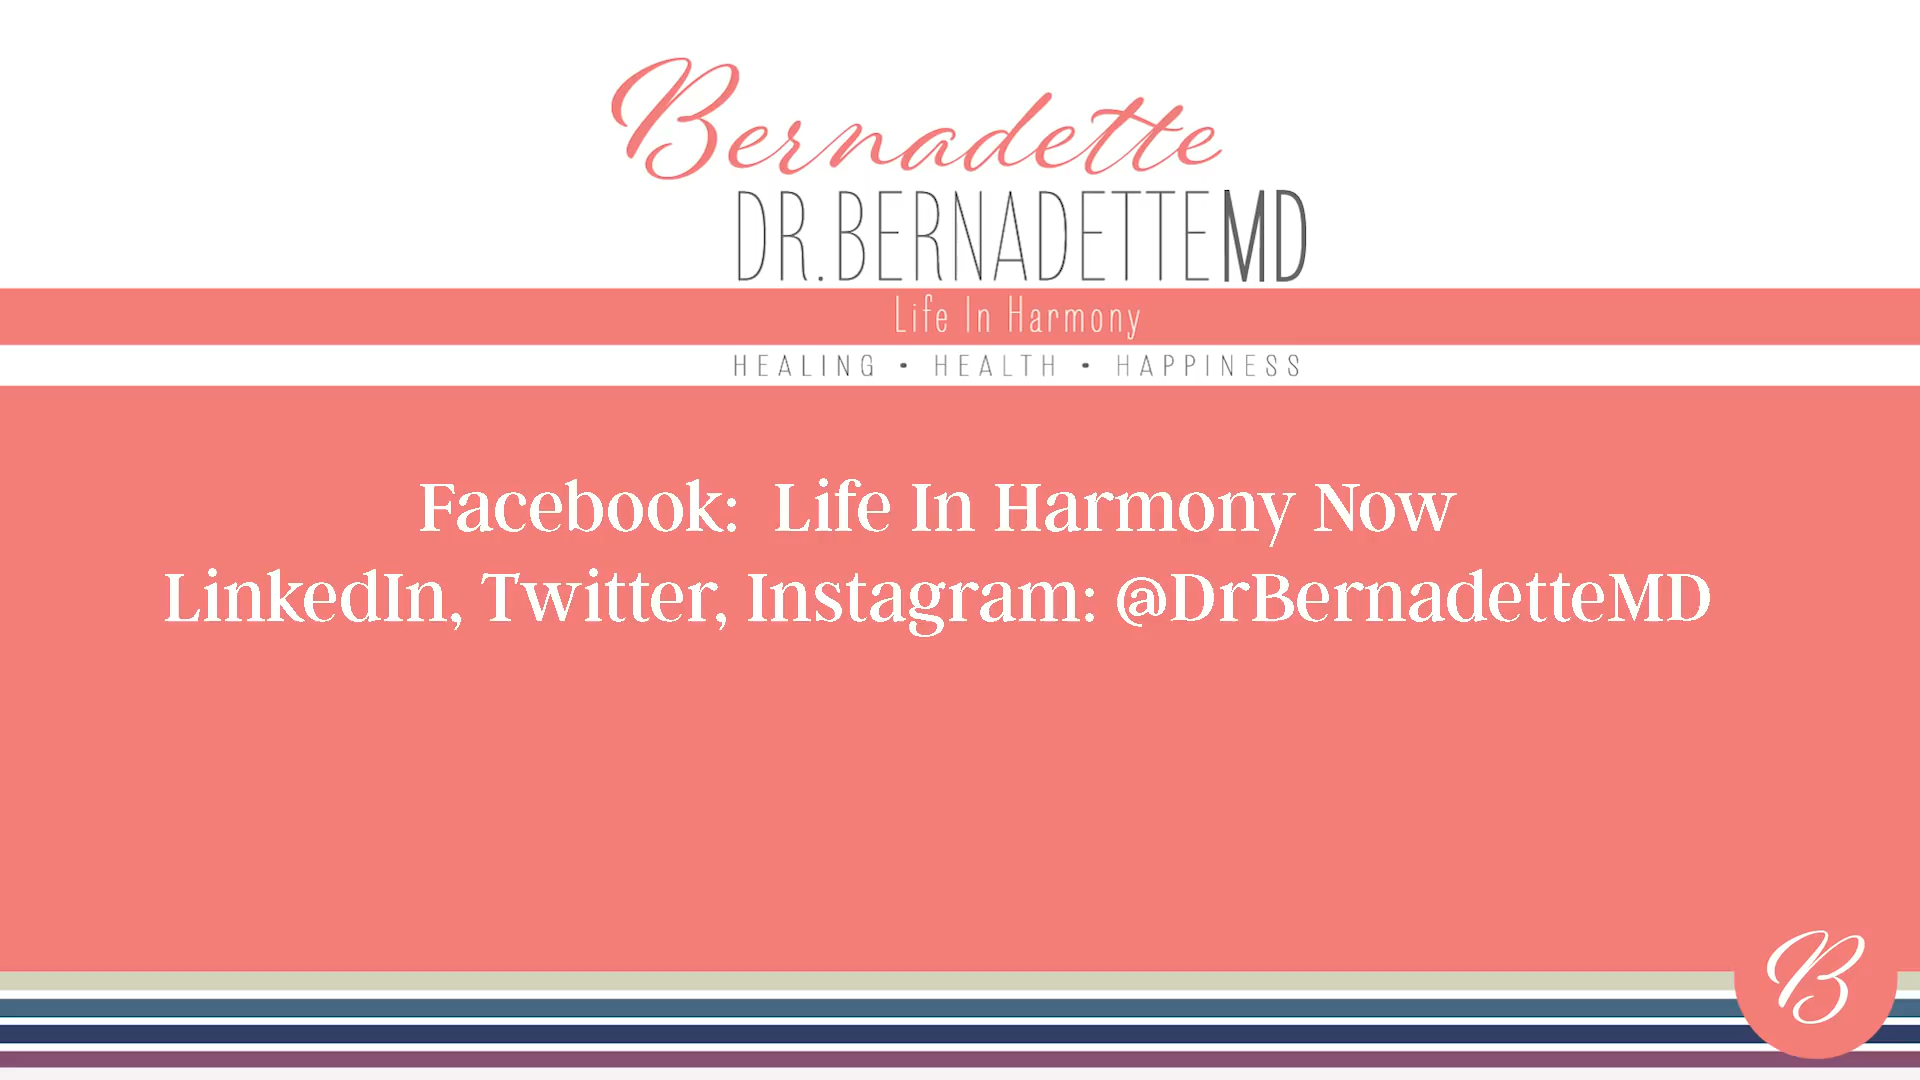 Bernadette
DR.BERNADETTEMD
Life In Harmony
HEALING • HEALTH • HAPPINESS
Facebook:  Life In Harmony Now
LinkedIn, Twitter, Instagram: @DrBernadetteMD
B